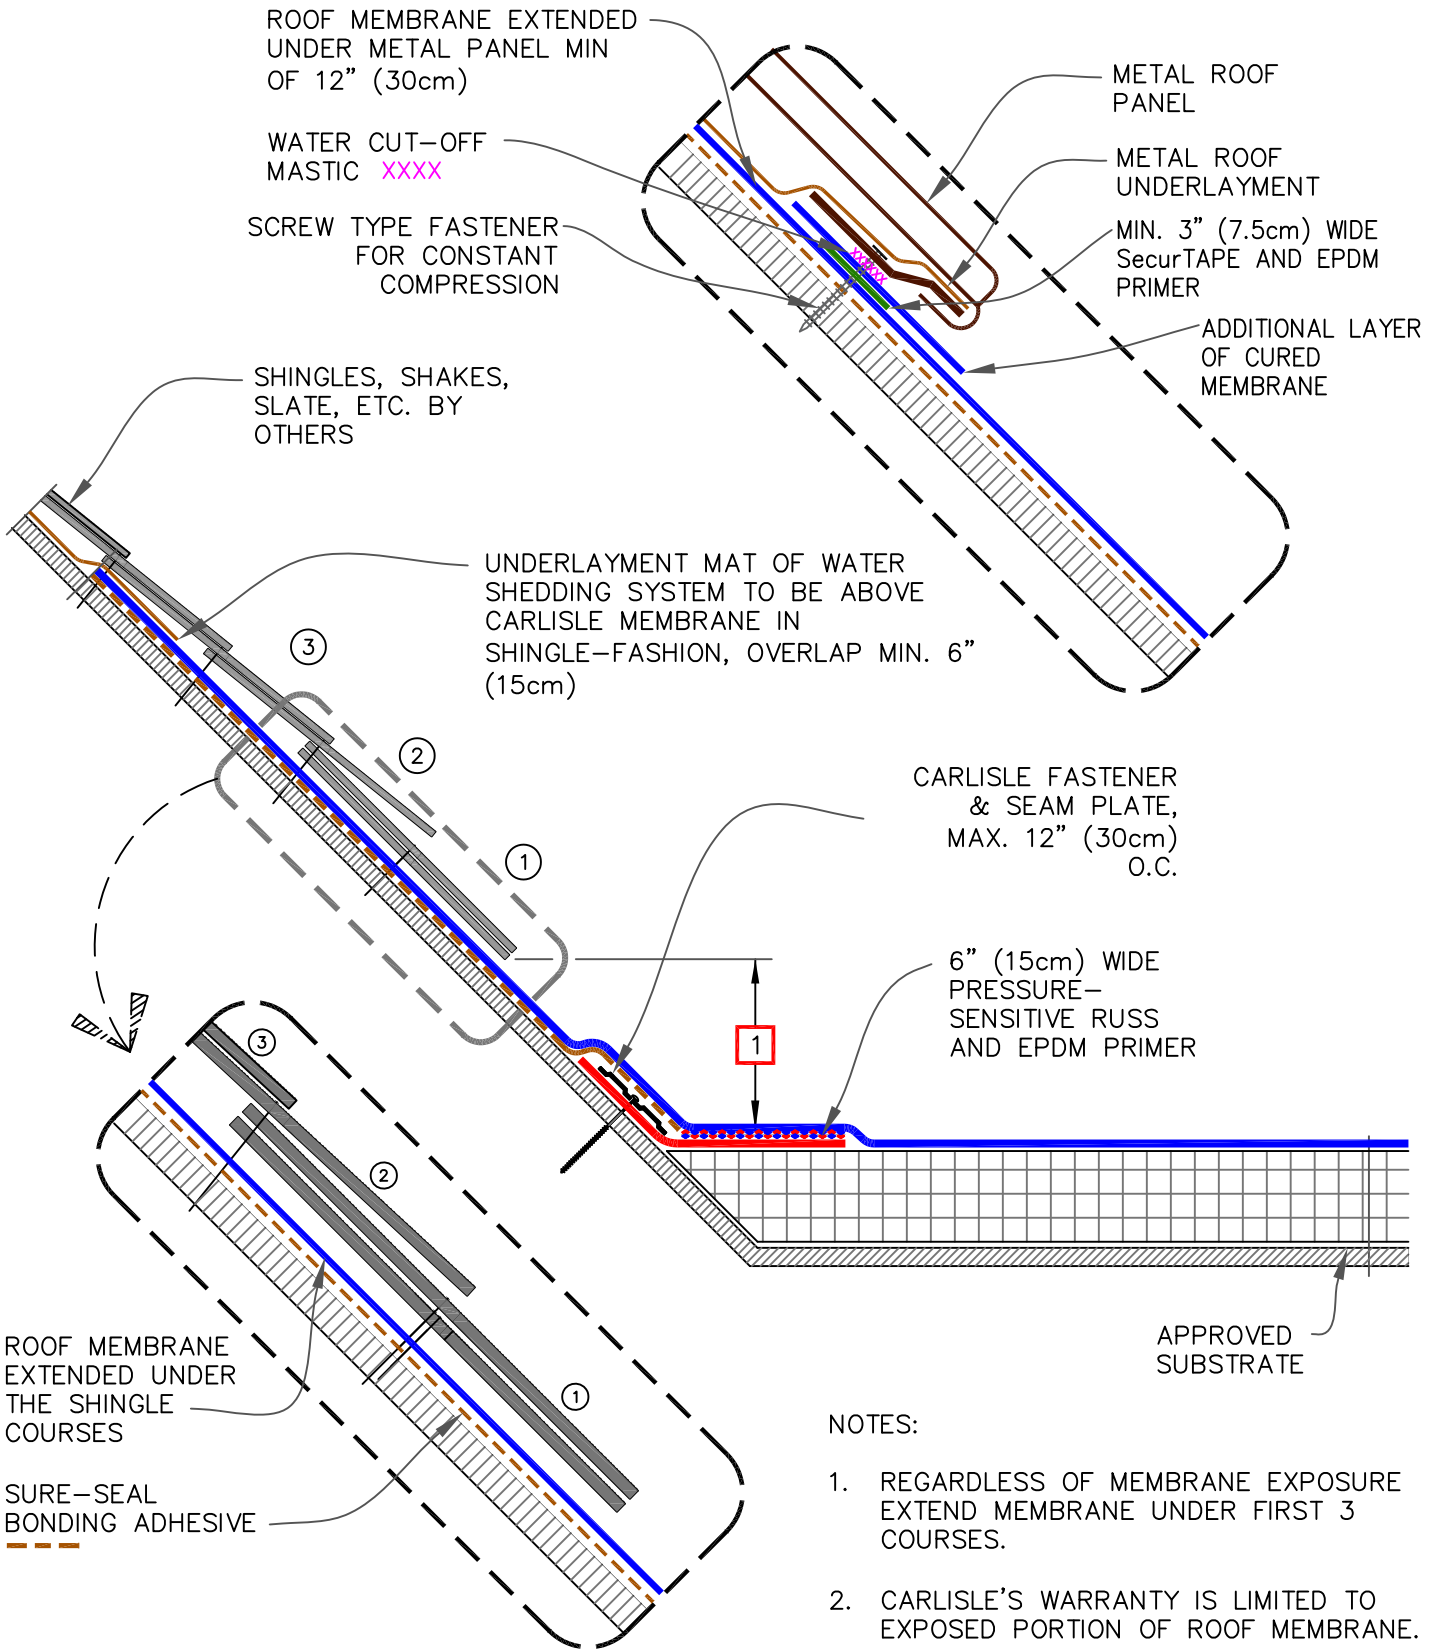 ROOF MEMBRANE EXTENDED
UNDER METAL PANEL MIN
OF 12” (30cm)
WATER CUT–OFF
MASTIC XXXX
SCREW TYPE FASTENER
FOR CONSTANT
COMPRESSION
METAL ROOF
PANEL
METAL ROOF
UNDERLAYMENT
MIN. 3” (7.5cm) WIDE
SecurTAPE AND EPDM
PRIMER
ADDITIONAL LAYER
OF CURED
MEMBRANE
XXXX
SHINGLES, SHAKES,
SLATE, ETC. BY
OTHERS
UNDERLAYMENT MAT OF WATER
SHEDDING SYSTEM TO BE ABOVE
CARLISLE MEMBRANE IN
SHINGLE–FASHION, OVERLAP MIN. 6”
(15cm)
3
2
1
CARLISLE FASTENER
& SEAM PLATE,
MAX. 12” (30cm)
O.C.
6” (15cm) WIDE
PRESSURE–
SENSITIVE RUSS
AND EPDM PRIMER
1
3
2
1
ROOF MEMBRANE
EXTENDED UNDER
THE SHINGLE
COURSES
SURE–SEAL
BONDING ADHESIVE
APPROVED
SUBSTRATE
NOTES:
1. REGARDLESS OF MEMBRANE EXPOSURE
EXTEND MEMBRANE UNDER FIRST 3
COURSES.
2. CARLISLE’S WARRANTY IS LIMITED TO
EXPOSED PORTION OF ROOF MEMBRANE.